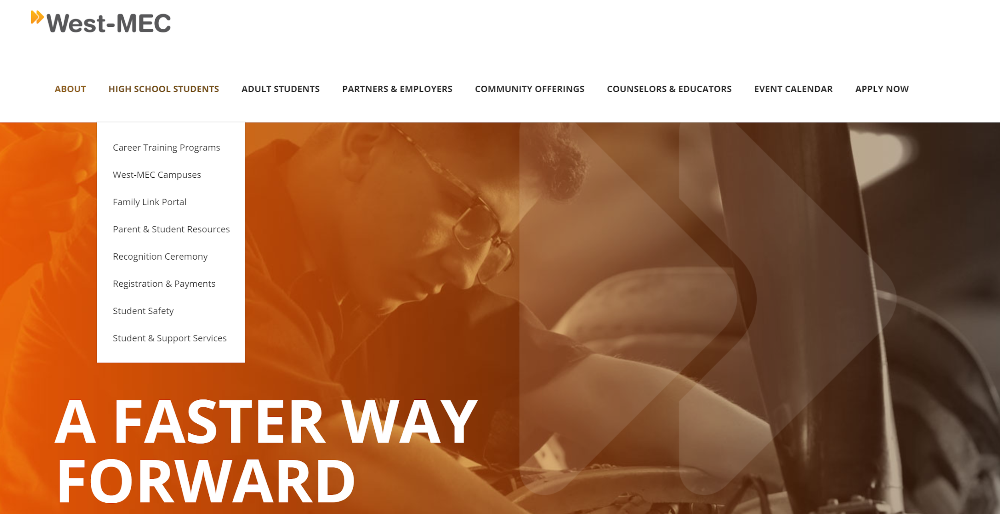 West-MEC
ABOUT HIGH SCHOOL STUDENTS ADULT STUDENTS PARTNERS & EMPLOYERS COMMUNITY OFFERINGS COUNSELORS & EDUCATORS EVENT CALENDAR APPLY NOW
Career Training Programs
West-MEC Campuses
Family Link Portal
Parent & Student Resources
Recognition Ceremony
Registration & Payments
Student Safety
Student & Support Services
A FASTER WAY
FORWARD